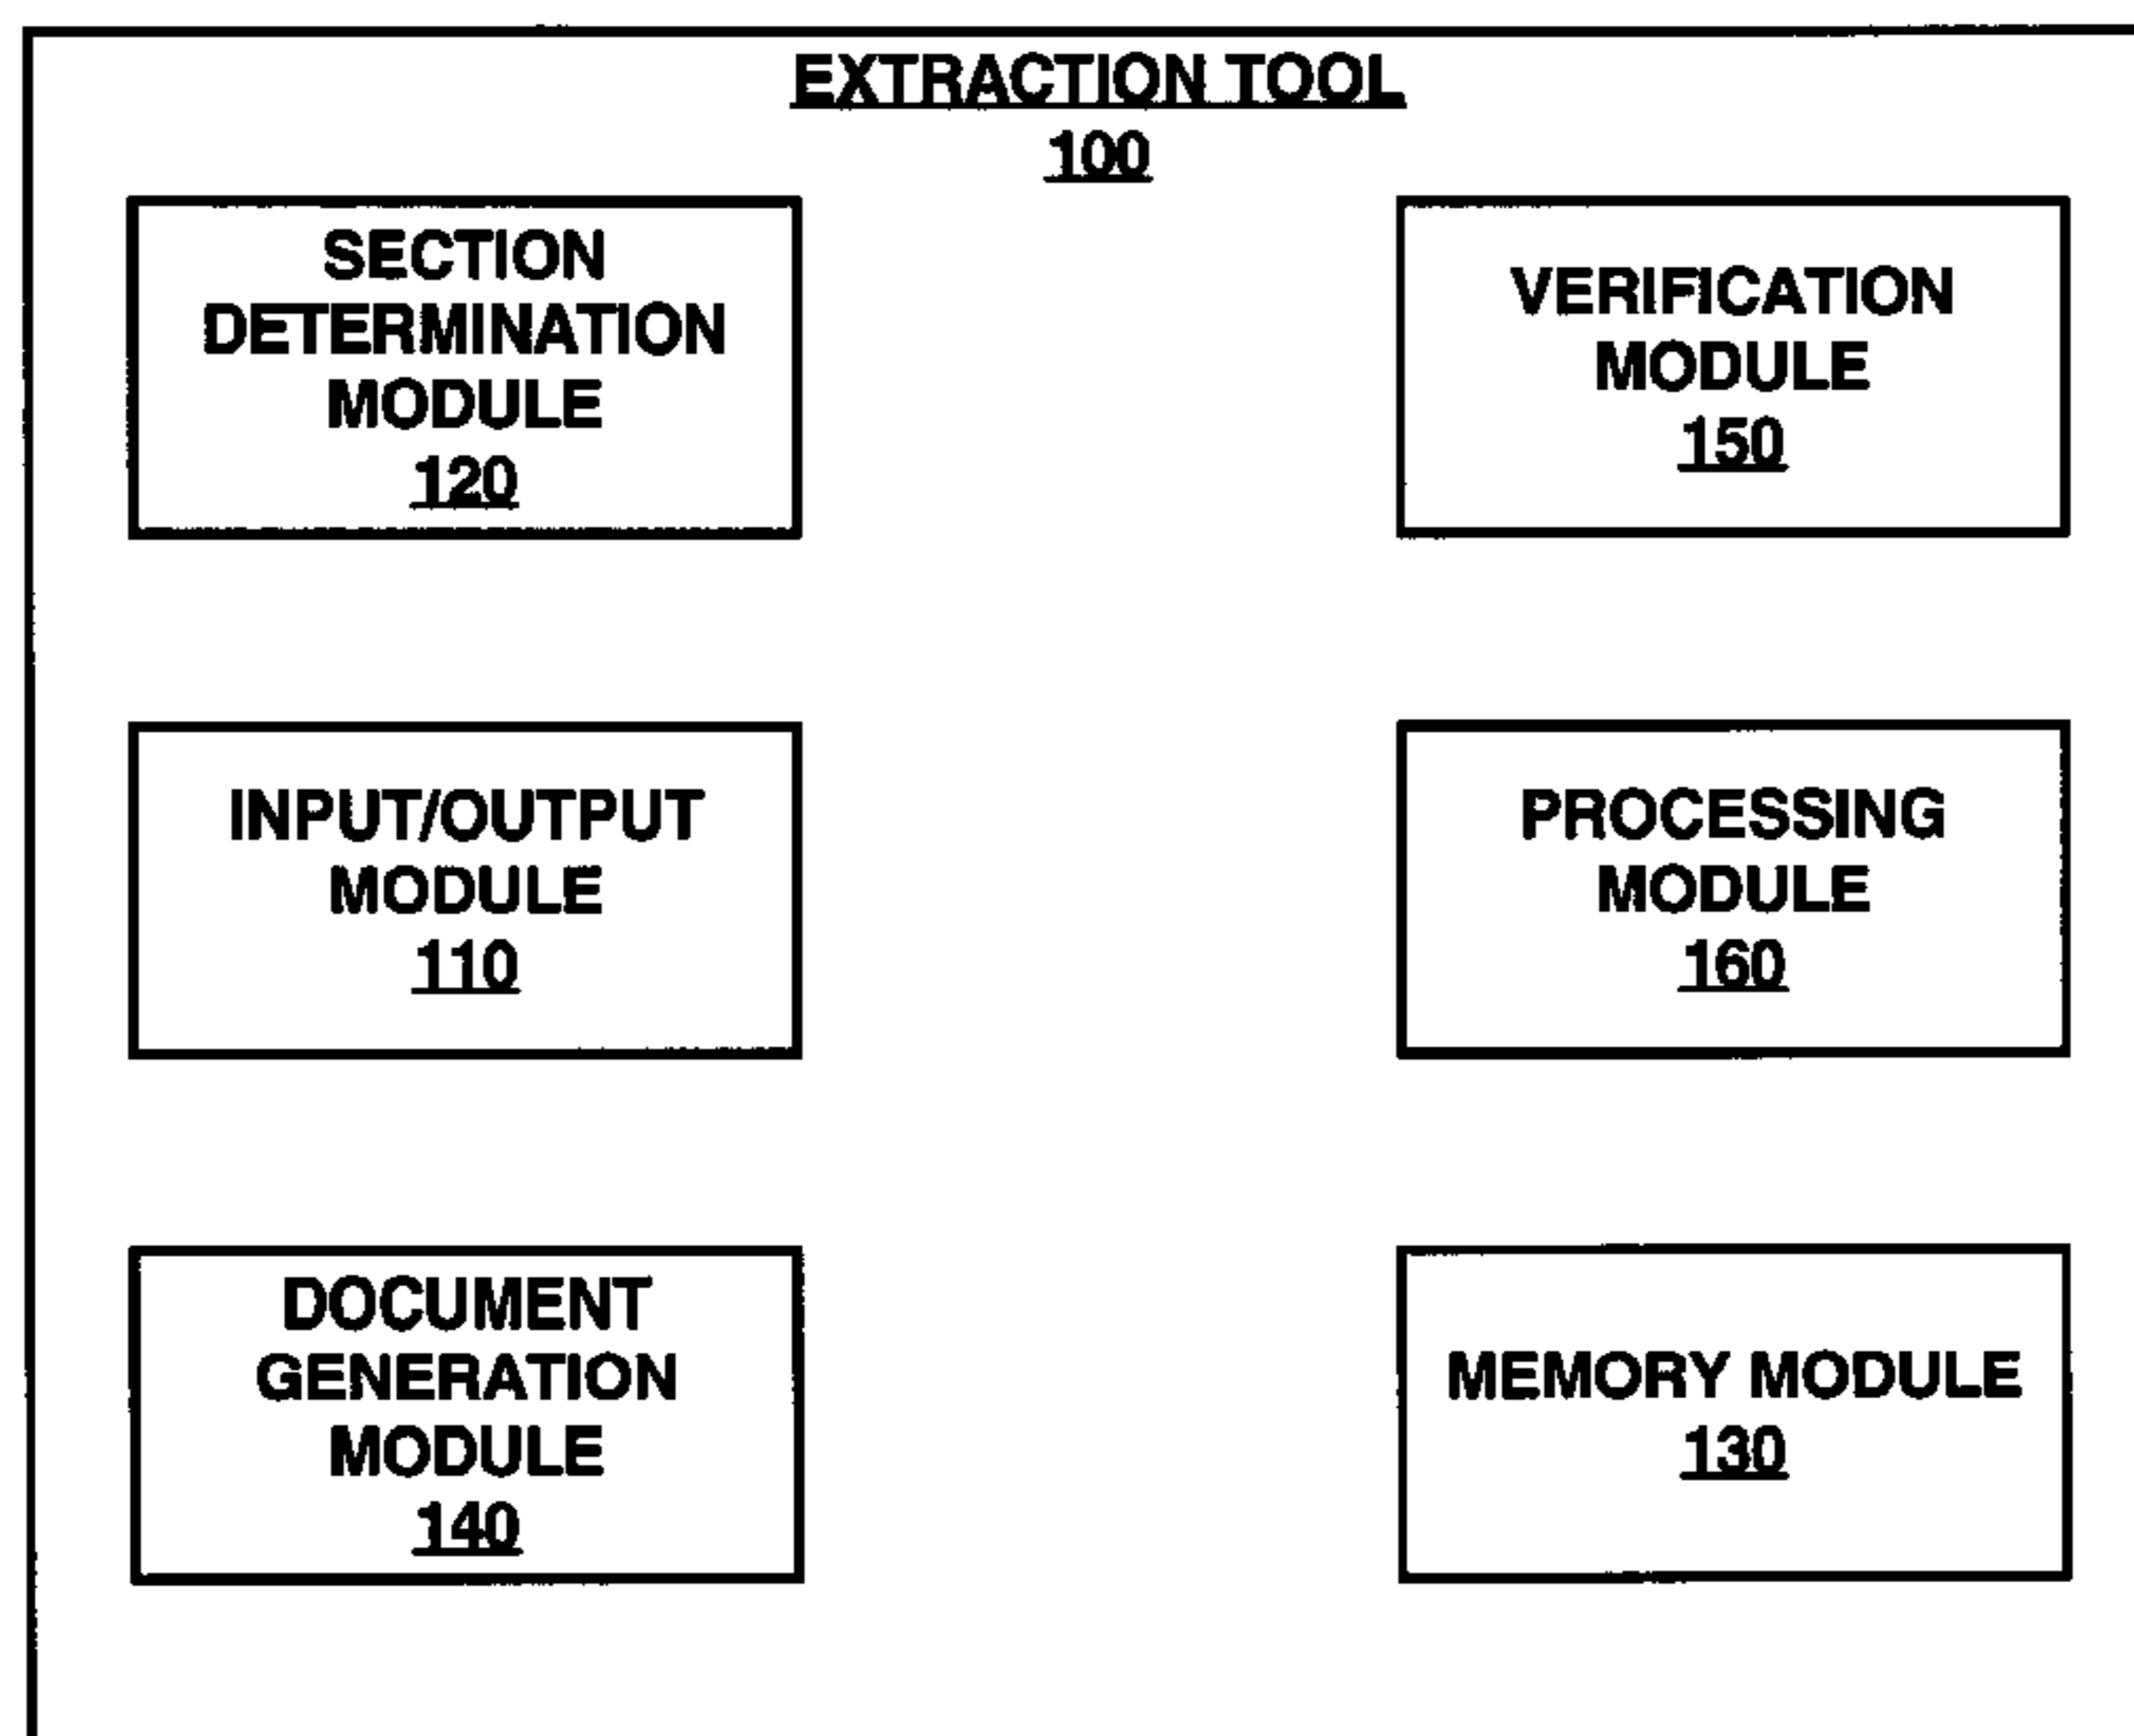 EXTRACTION TOOL
100
SECTION
DETERMINATION
MODULE
120
VERIFICATION
MODULE
150
INPUT/OUTPUT
MODULE
110
PROCESSING
MODULE
160
DOCUMENT
GENERATION
MODULE
140
MEMORY MODULE
130